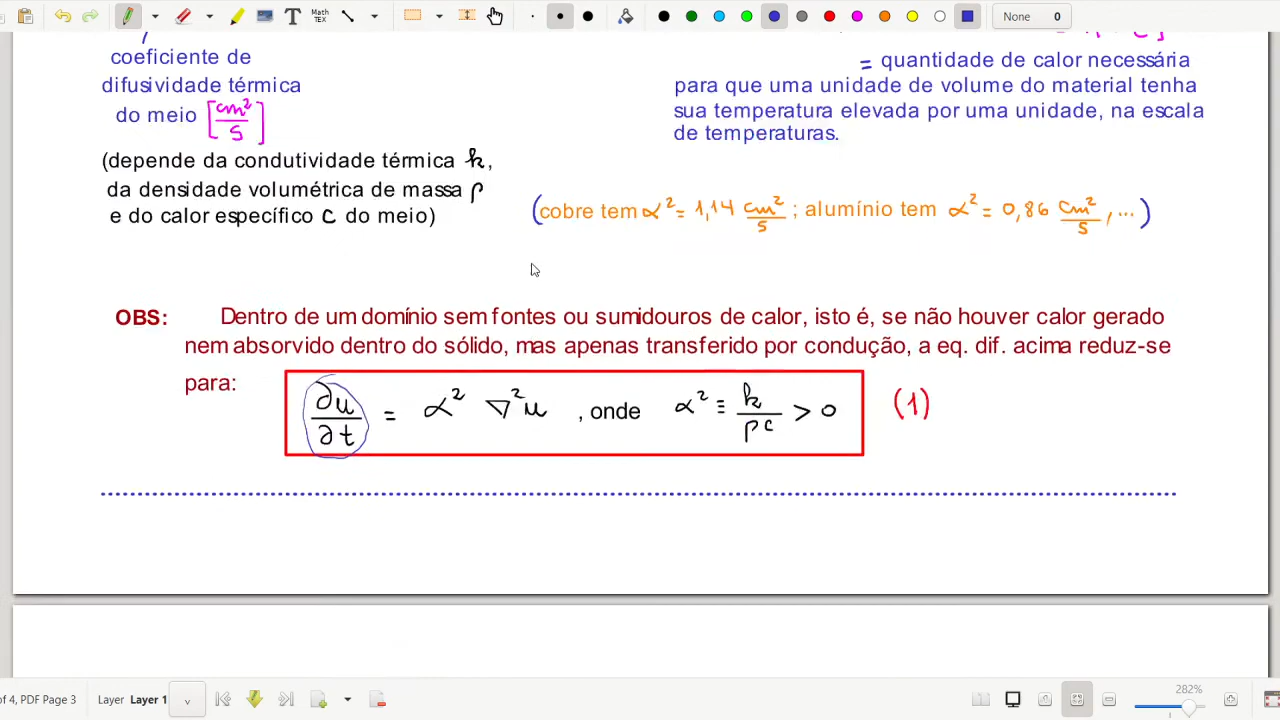 Math
TEX
None 0
coeficiente de
difusividade térmica
do meio [cm²/s]
(depende da condutividade térmica k,
da densidade volumétrica de massa ρ
e do calor específico c do meio)
= quantidade de calor necessária
para que uma unidade de volume do material tenha
sua temperatura elevada por uma unidade, na escala
de temperaturas.
(cobre tem α² = 1,14 cm²/s ; alumínio tem α² = 0,86 cm²/s , ...)
OBS: Dentro de um domínio sem fontes ou sumidouros de calor, isto é, se não houver calor gerado
nem absorvido dentro do sólido, mas apenas transferido por condução, a eq. dif. acima reduz-se
para:
∂u/∂t = α² ∇²u , onde α² ≡ k/ρc > 0 (1)
of 4, PDF Page 3 Layer Layer 1 282%